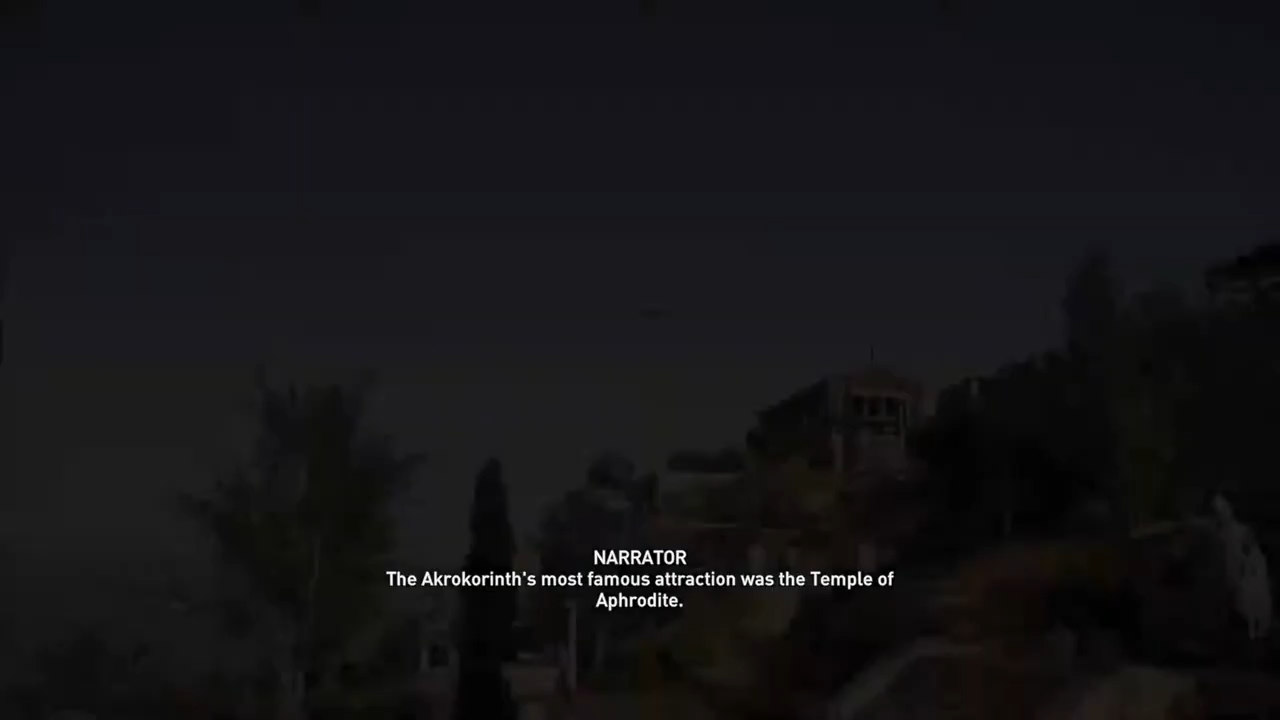 NARRATOR
The Akrokorinth's most famous attraction was the Temple of
Aphrodite.